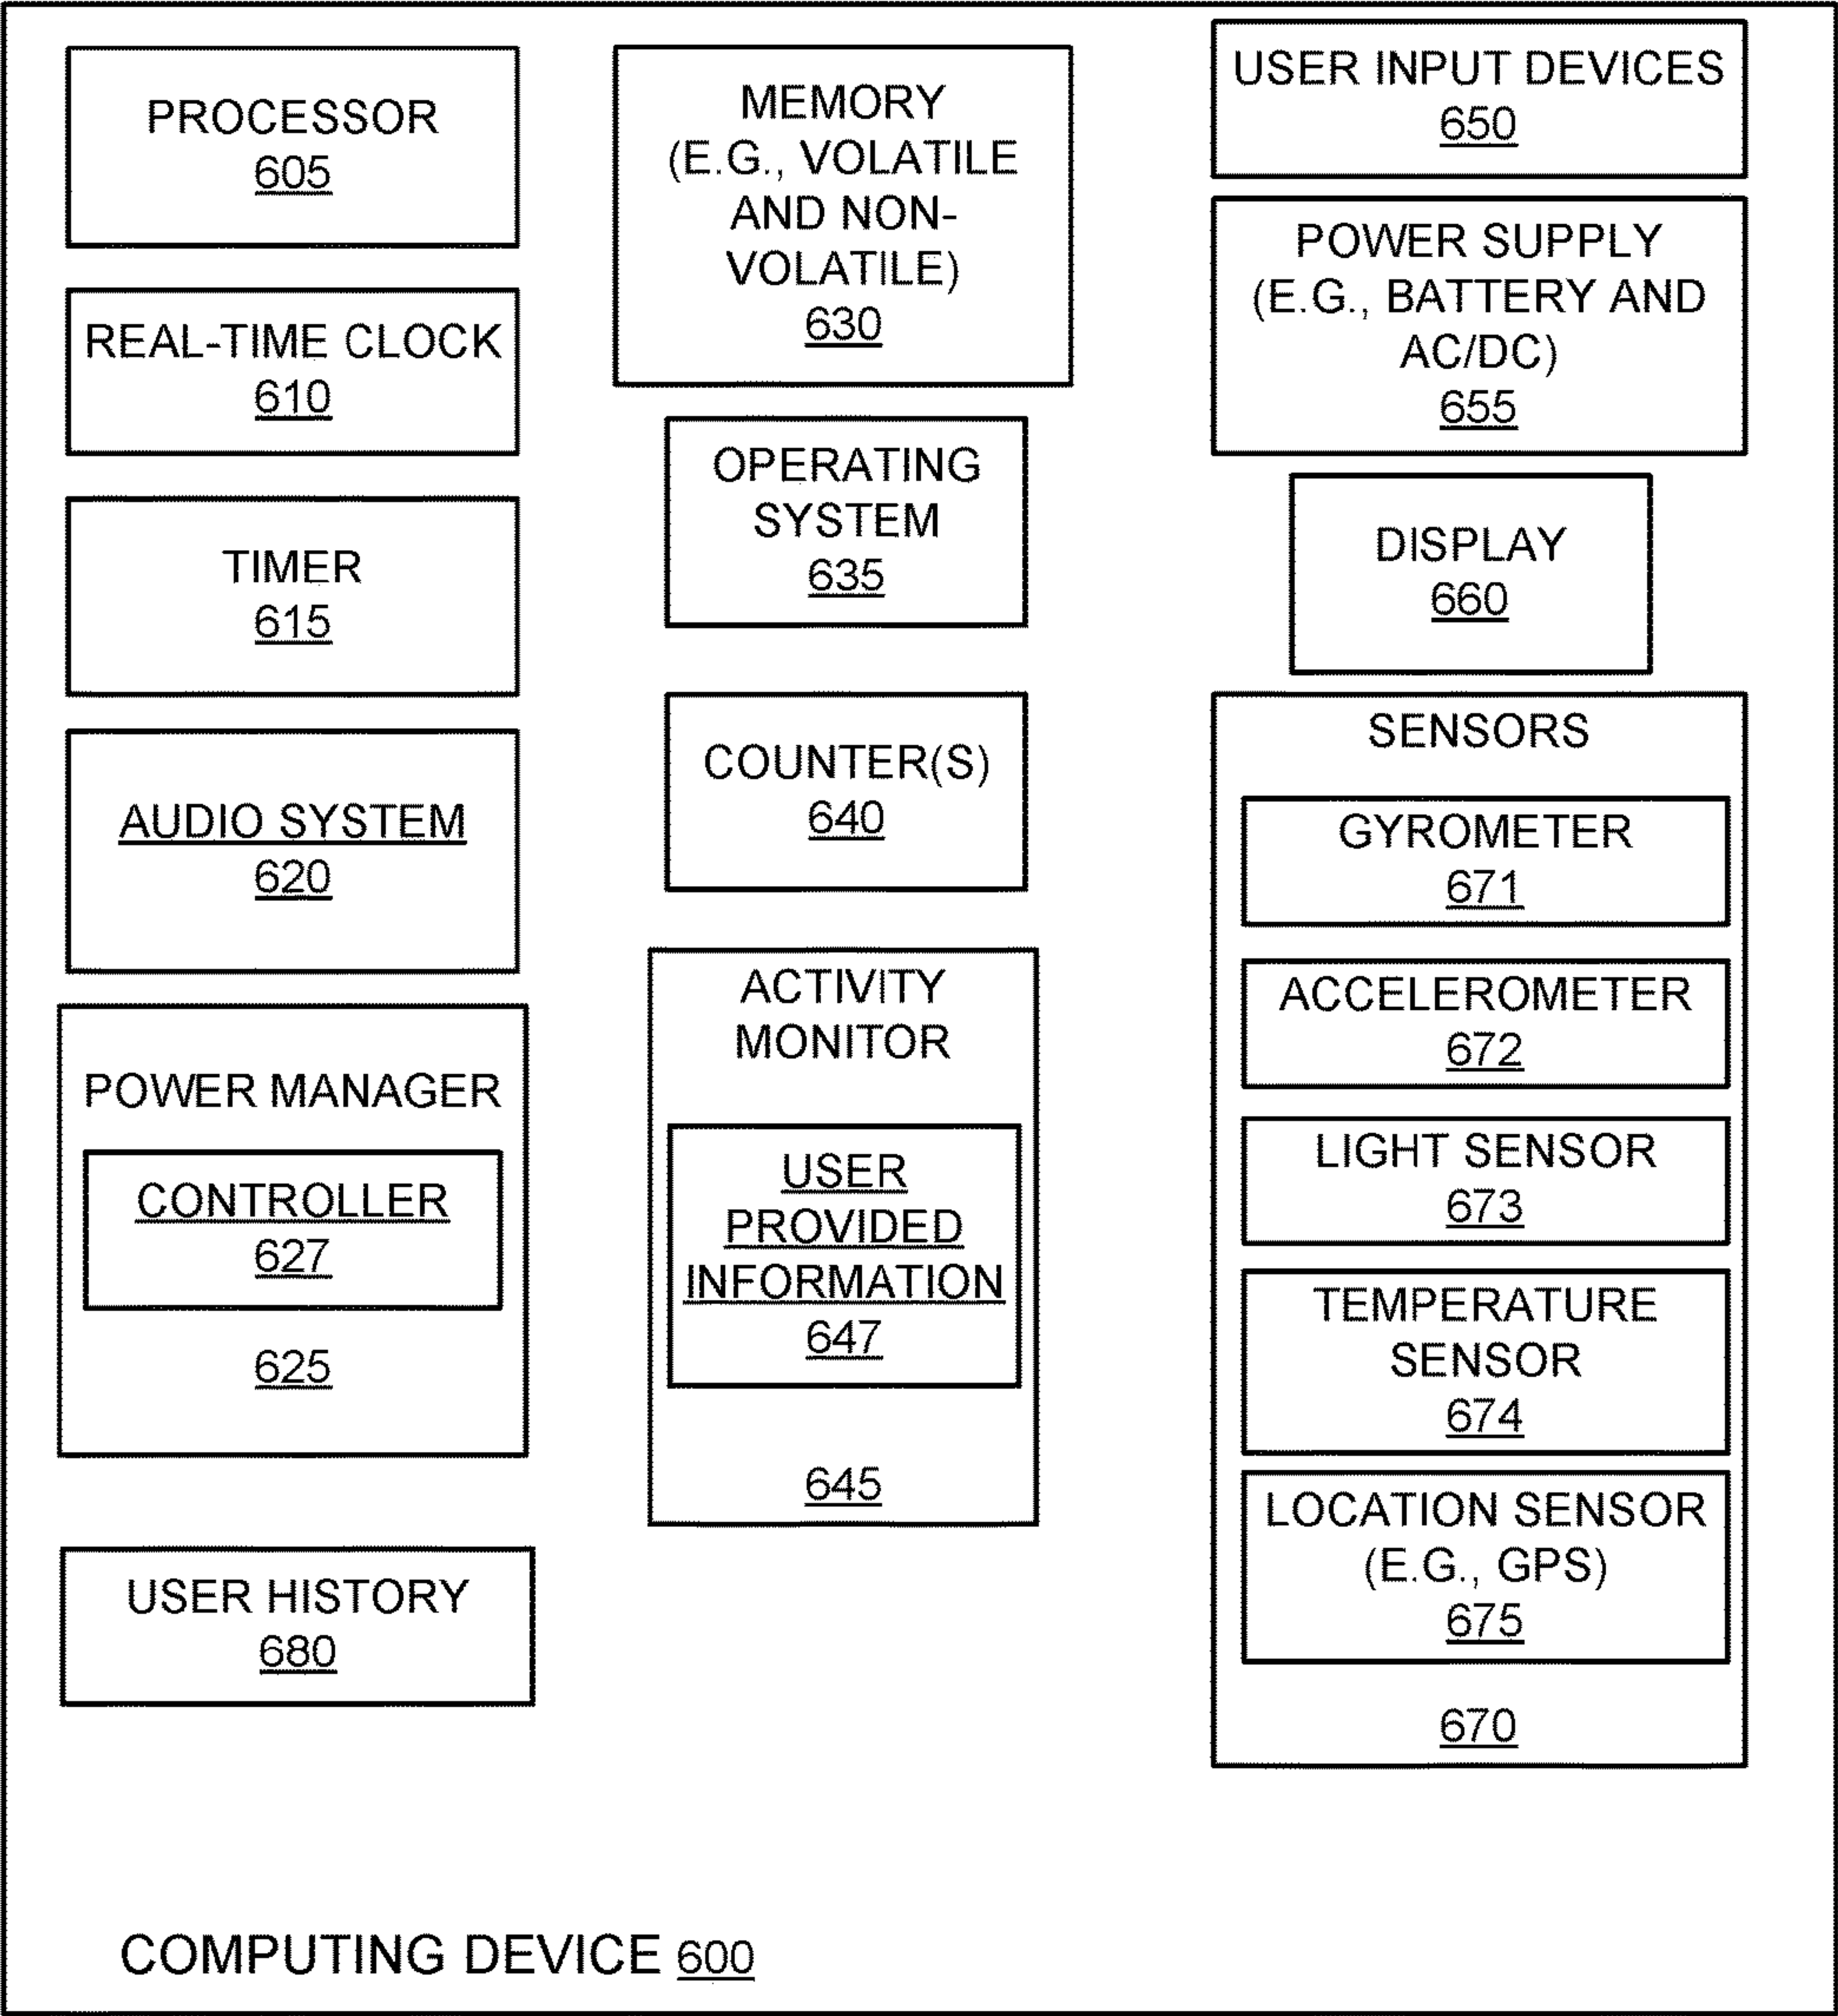 PROCESSOR
605
REAL-TIME CLOCK
610
TIMER
615
AUDIO SYSTEM
620
POWER MANAGER
CONTROLLER
627
625
USER HISTORY
680
MEMORY
(E.G., VOLATILE
AND NON-
VOLATILE)
630
OPERATING
SYSTEM
635
COUNTER(S)
640
ACTIVITY
MONITOR
USER
PROVIDED
INFORMATION
647
645
USER INPUT DEVICES
650
POWER SUPPLY
(E.G., BATTERY AND
AC/DC)
655
DISPLAY
660
SENSORS
GYROMETER
671
ACCELEROMETER
672
LIGHT SENSOR
673
TEMPERATURE
SENSOR
674
LOCATION SENSOR
(E.G., GPS)
675
670
COMPUTING DEVICE 600